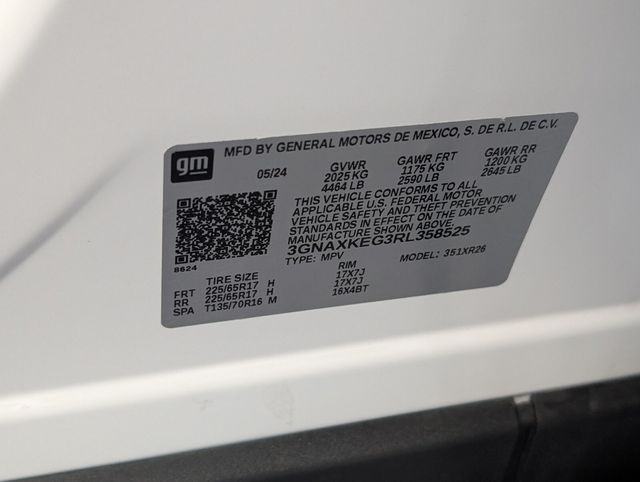 gm
MFD BY GENERAL MOTORS DE MEXICO, S. DE R.L. DE C.V.
05/24 GVWR GAWR FRT GAWR RR
2025 KG 1175 KG 1200 KG
4464 LB 2590 LB 2645 LB
THIS VEHICLE CONFORMS TO ALL
APPLICABLE U.S. FEDERAL MOTOR
VEHICLE SAFETY AND THEFT PREVENTION
STANDARDS IN EFFECT ON THE DATE OF
MANUFACTURE SHOWN ABOVE.
3GNAXKEG3RL358525
TYPE: MPV MODEL: 351XR26
8624
TIRE SIZE RIM
FRT 225/65R17 H 17X7J
RR 225/65R17 H 17X7J
SPA T135/70R16 M 16X4BT